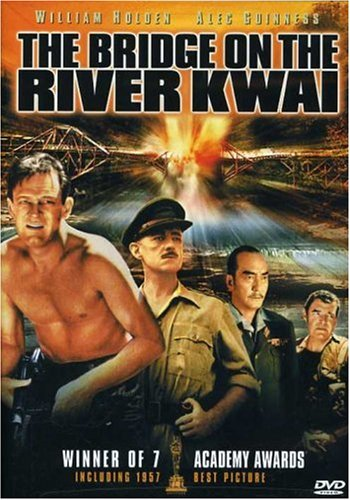 WILLIAM HOLDEN ALEC GUINNESS
THE BRIDGE ON THE
RIVER KWAI
WINNER OF 7 ACADEMY AWARDS
INCLUDING 1957 BEST PICTURE
DVD